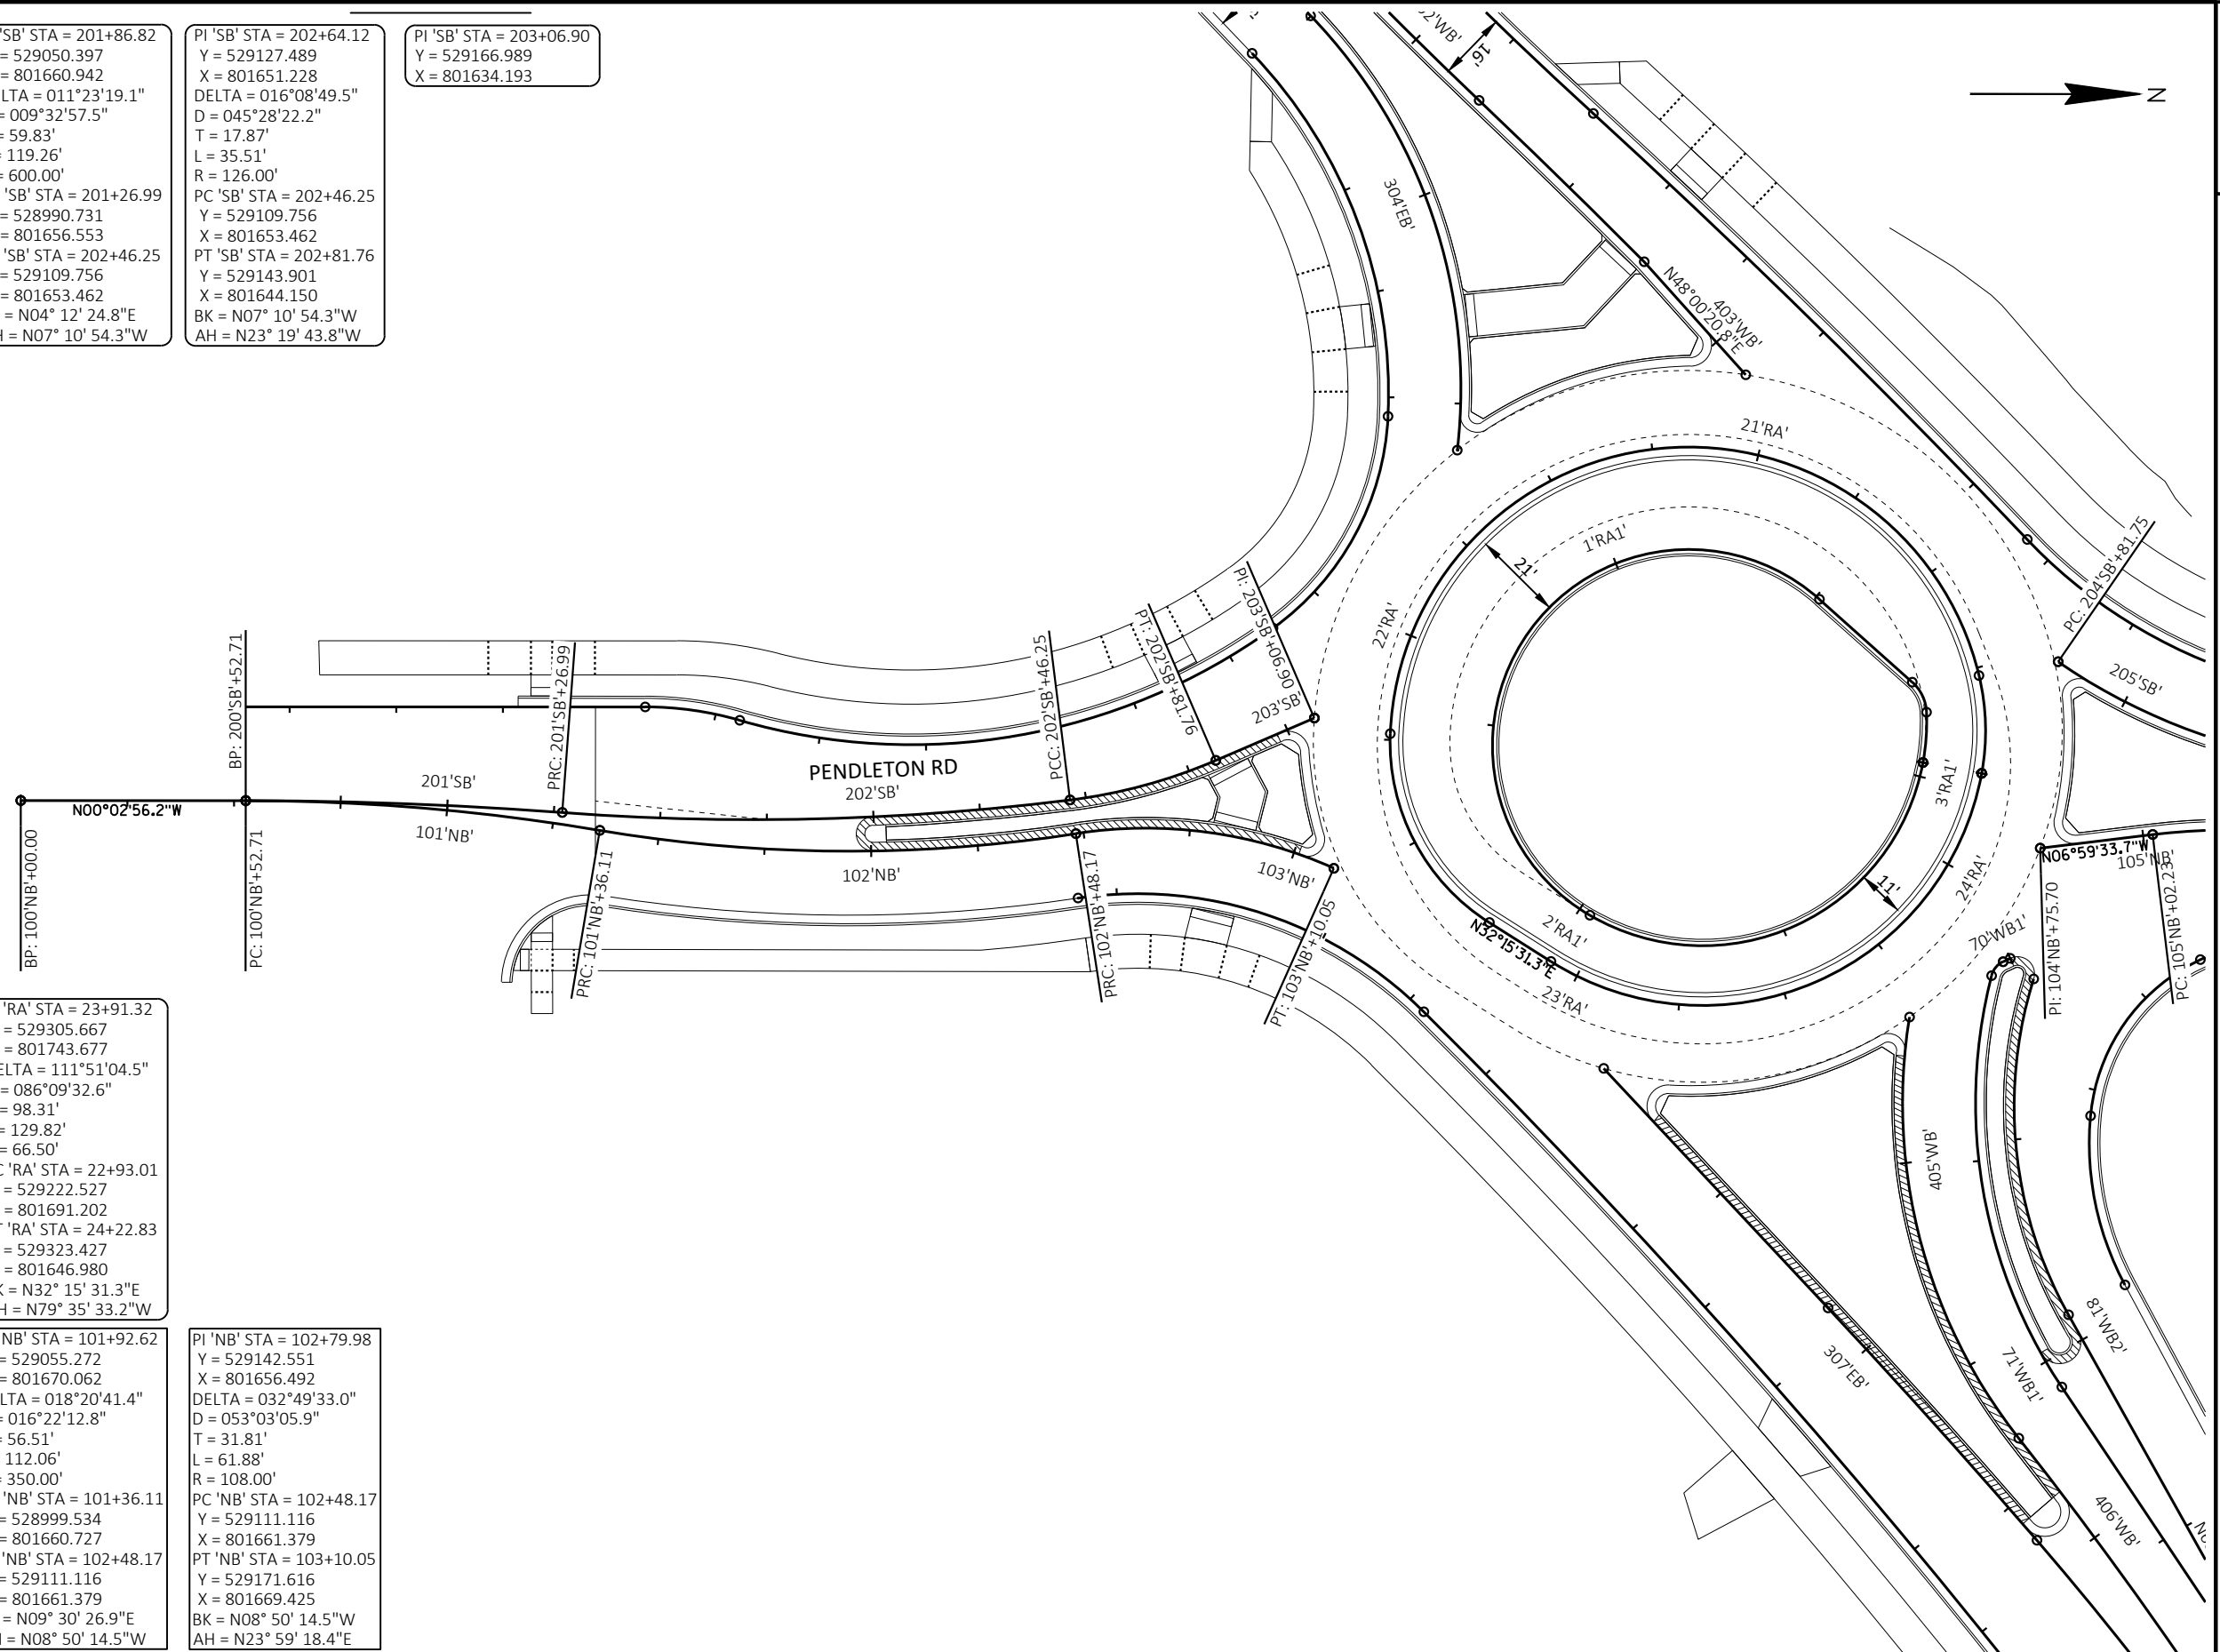 'SB' STA = 201+86.82
= 529050.397
= 801660.942
LTA = 011°23'19.1"
= 009°32'57.5"
= 59.83'
= 119.26'
= 600.00'
'SB' STA = 201+26.99
= 528990.731
= 801656.553
'SB' STA = 202+46.25
= 529109.756
= 801653.462
= N04° 12' 24.8"E
H = N07° 10' 54.3"W
PI 'SB' STA = 202+64.12
Y = 529127.489
X = 801651.228
DELTA = 016°08'49.5"
D = 045°28'22.2"
T = 17.87'
L = 35.51'
R = 126.00'
PC 'SB' STA = 202+46.25
Y = 529109.756
X = 801653.462
PT 'SB' STA = 202+81.76
Y = 529143.901
X = 801644.150
BK = N07° 10' 54.3"W
AH = N23° 19' 43.8"W
PI 'SB' STA = 203+06.90
Y = 529166.989
X = 801634.193
2'WB'
16'
N
304'EB'
N48°00'20.8"E
403'WB'
21'RA'
1'RA1'
21'
22'RA'
PC: 204'SB'+81.75
205'SB'
PI: 203'SB'+06.90
PT: 202'SB'+81.76
203'SB'
PCC: 202'SB'+46.25
PRC: 201'SB'+26.99
BP: 200'SB'+52.71
PENDLETON RD
201'SB'
202'SB'
N00°02'56.2"W
101'NB'
102'NB'
103'NB'
BP: 100'NB'+00.00
PC: 100'NB'+52.71
PRC: 101'NB'+36.11
PRC: 102'NB'+48.17
PT: 103'NB'+10.05
3'RA1'
N06°59'33.7"W
105'NB'
11'
24'RA'
2'RA1'
N32°15'31.3"E
23'RA'
70'WB1'
PI: 104'NB'+75.70
PC: 105'NB'+02.23
405'WB'
81'WB2'
71'WB1'
307'EB'
406'WB'
'RA' STA = 23+91.32
= 529305.667
= 801743.677
ELTA = 111°51'04.5"
= 086°09'32.6"
= 98.31'
= 129.82'
= 66.50'
C 'RA' STA = 22+93.01
= 529222.527
= 801691.202
T 'RA' STA = 24+22.83
= 529323.427
= 801646.980
K = N32° 15' 31.3"E
H = N79° 35' 33.2"W
'NB' STA = 101+92.62
= 529055.272
= 801670.062
LTA = 018°20'41.4"
= 016°22'12.8"
= 56.51'
= 112.06'
= 350.00'
'NB' STA = 101+36.11
= 528999.534
= 801660.727
'NB' STA = 102+48.17
= 529111.116
= 801661.379
= N09° 30' 26.9"E
H = N08° 50' 14.5"W
PI 'NB' STA = 102+79.98
Y = 529142.551
X = 801656.492
DELTA = 032°49'33.0"
D = 053°03'05.9"
T = 31.81'
L = 61.88'
R = 108.00'
PC 'NB' STA = 102+48.17
Y = 529111.116
X = 801661.379
PT 'NB' STA = 103+10.05
Y = 529171.616
X = 801669.425
BK = N08° 50' 14.5"W
AH = N23° 59' 18.4"E